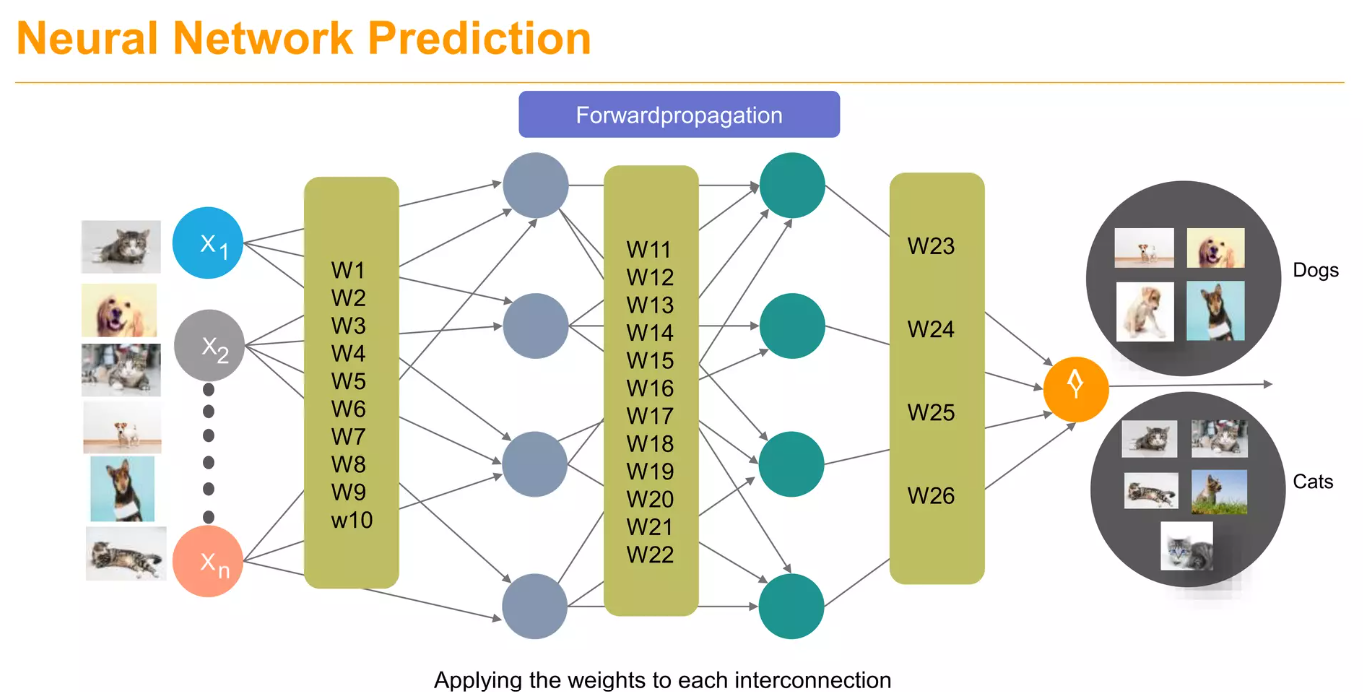 Neural Network Prediction
Forwardpropagation
X1
X2
Xn
W1
W2
W3
W4
W5
W6
W7
W8
W9
w10
W11
W12
W13
W14
W15
W16
W17
W18
W19
W20
W21
W22
W23
W24
W25
W26
Dogs
Cats
Applying the weights to each interconnection